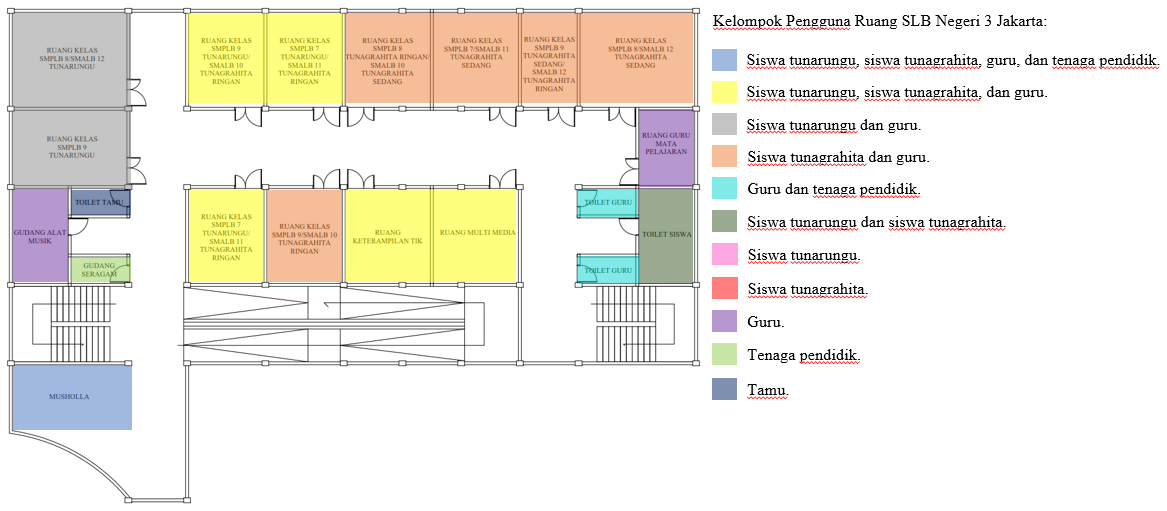 RUANG KELAS
SMPLB 8/SMALB 12
TUNARUNGU
RUANG KELAS
SMPLB 9
TUNARUNGU/
SMALB 10
TUNAGRAHITA
RINGAN
RUANG KELAS
SMPLB 7
TUNARUNGU/
SMALB 11
TUNAGRAHITA
RINGAN
RUANG KELAS
SMPLB 8
TUNAGRAHITA RINGAN/
SMALB 10
TUNAGRAHITA
SEDANG
RUANG KELAS
SMPLB 7/SMALB 11
TUNAGRAHITA
SEDANG
RUANG KELAS
SMPLB 9
TUNAGRAHITA
SEDANG/
SMALB 12
TUNAGRAHITA
RINGAN
RUANG KELAS
SMPLB 8/SMALB 12
TUNAGRAHITA
SEDANG
RUANG KELAS
SMPLB 9
TUNARUNGU
RUANG GURU
MATA
PELAJARAN
GUDANG ALAT
MUSIK
TOILET TAMU
GUDANG
SERAGAM
RUANG KELAS
SMPLB 7
TUNARUNGU/
SMALB 11
TUNAGRAHITA
RINGAN
RUANG KELAS
SMPLB 9/SMALB 10
TUNAGRAHITA
RINGAN
RUANG
KETERAMPILAN TIK
RUANG MULTI MEDIA
TOILET GURU
TOILET SISWA
TOILET GURU
MUSHOLLA
Kelompok Pengguna Ruang SLB Negeri 3 Jakarta:
Siswa tunarungu, siswa tunagrahita, guru, dan tenaga pendidik.
Siswa tunarungu, siswa tunagrahita, dan guru.
Siswa tunarungu dan guru.
Siswa tunagrahita dan guru.
Guru dan tenaga pendidik.
Siswa tunarungu dan siswa tunagrahita.
Siswa tunarungu.
Siswa tunagrahita.
Guru.
Tenaga pendidik.
Tamu.